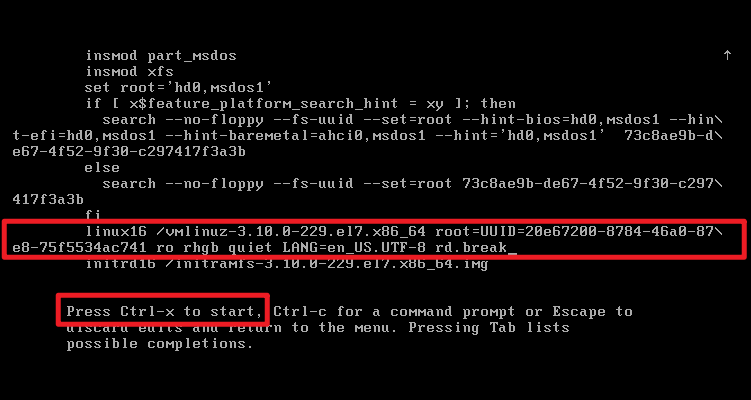 insmod part_msdos
insmod xfs
set root='hd0,msdos1'
if [ x$feature_platform_search_hint = xy ]; then
search --no-floppy --fs-uuid --set=root --hint-bios=hd0,msdos1 --hin\
t-efi=hd0,msdos1 --hint-baremetal=ahci0,msdos1 --hint='hd0,msdos1'  73c8ae9b-d\
e67-4f52-9f30-c297417f3a3b
else
search --no-floppy --fs-uuid --set=root 73c8ae9b-de67-4f52-9f30-c297\
417f3a3b
fi
linux16 /vmlinuz-3.10.0-229.el7.x86_64 root=UUID=20e67200-8784-46a0-87\
e8-75f5534ac741 ro rhgb quiet LANG=en_US.UTF-8 rd.break_
initrd16 /initramfs-3.10.0-229.el7.x86_64.img
Press Ctrl-x to start, Ctrl-c for a command prompt or Escape to
discard edits and return to the menu. Pressing Tab lists
possible completions.